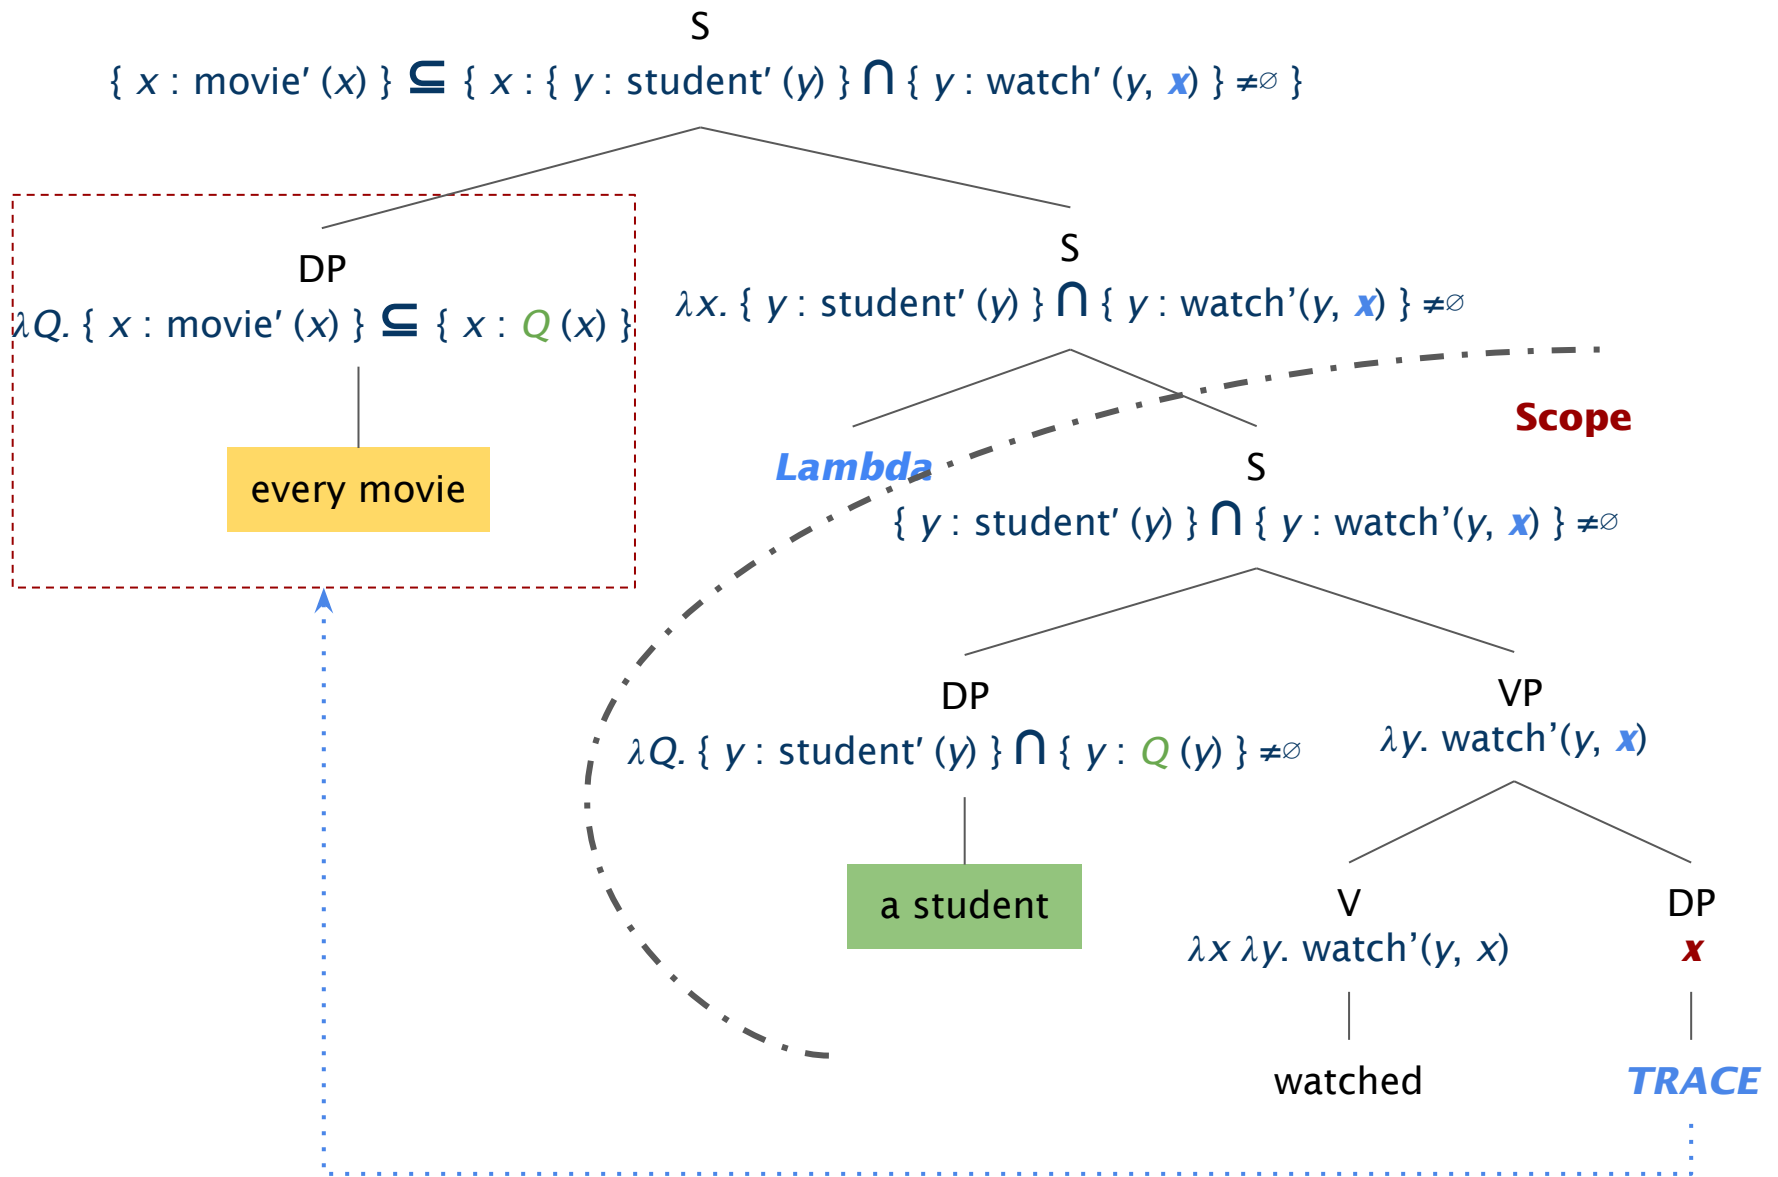 S
{ x : movie′ (x) } ⊆ { x : { y : student′ (y) } ∩ { y : watch′ (y, x) } ≠∅ }
DP
λQ. { x : movie′ (x) } ⊆ { x : Q (x) }
every movie
S
λx. { y : student′ (y) } ∩ { y : watch’(y, x) } ≠∅
Scope
Lambda
S
{ y : student′ (y) } ∩ { y : watch’(y, x) } ≠∅
DP
λQ. { y : student′ (y) } ∩ { y : Q (y) } ≠∅
a student
VP
λy. watch’(y, x)
V
λx λy. watch’(y, x)
watched
DP
x
TRACE